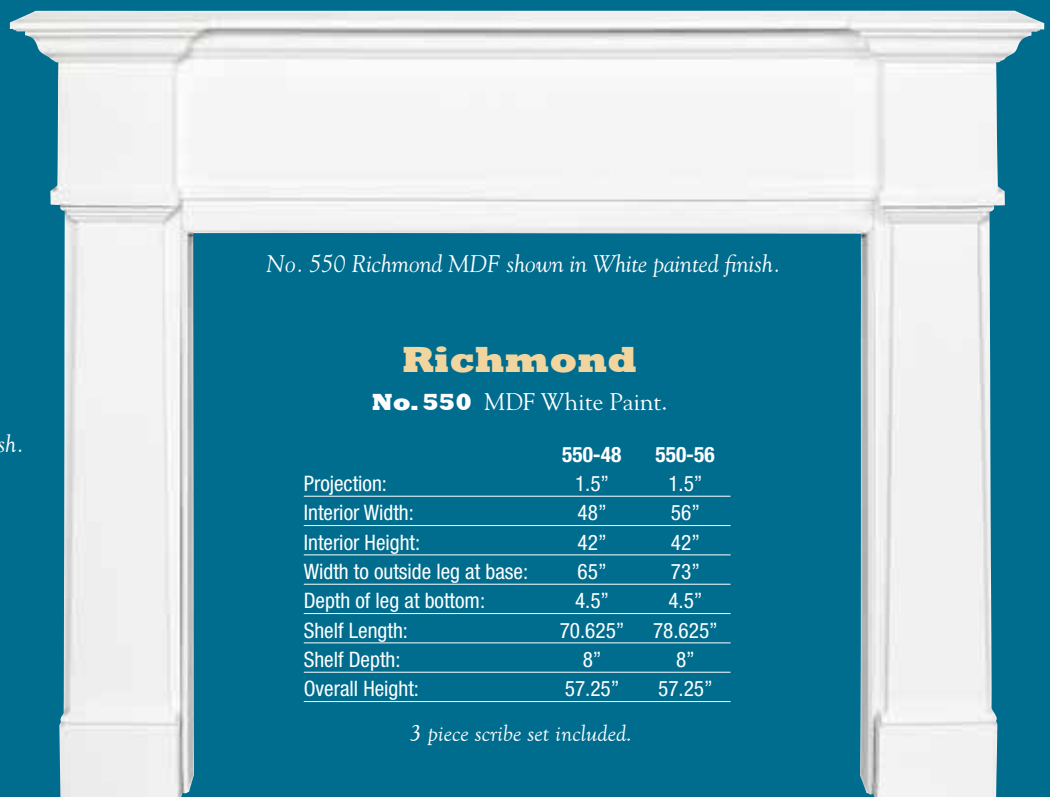 No. 550 Richmond MDF shown in White painted finish.
Richmond
No. 550 MDF White Paint.
sh.
550-48 550-56
Projection: 1.5” 1.5”
Interior Width: 48” 56”
Interior Height: 42” 42”
Width to outside leg at base: 65” 73”
Depth of leg at bottom: 4.5” 4.5”
Shelf Length: 70.625” 78.625”
Shelf Depth: 8” 8”
Overall Height: 57.25” 57.25”
3 piece scribe set included.